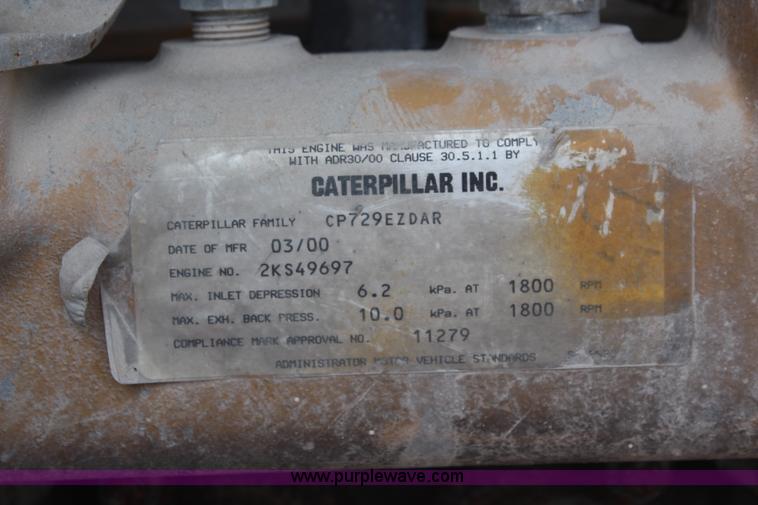 THIS ENGINE WAS MANUFACTURED TO COMPLY
WITH ADR30/00 CLAUSE 30.5.1.1 BY
CATERPILLAR INC.
CATERPILLAR FAMILY CP729EZDAR
DATE OF MFR 03/00
ENGINE NO. 2KS49697
MAX. INLET DEPRESSION 6.2 kPa. AT 1800 RPM
MAX. EXH. BACK PRESS. 10.0 kPa. AT 1800 RPM
COMPLIANCE MARK APPROVAL NO. 11279
ADMINISTRATOR MOTOR VEHICLE STANDARDS
www.purplewave.com